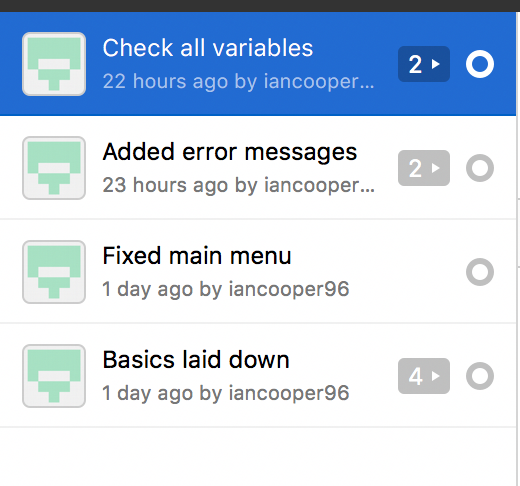 Check all variables
22 hours ago by iancooper...
2
Added error messages
23 hours ago by iancooper...
2
Fixed main menu
1 day ago by iancooper96
Basics laid down
1 day ago by iancooper96
4